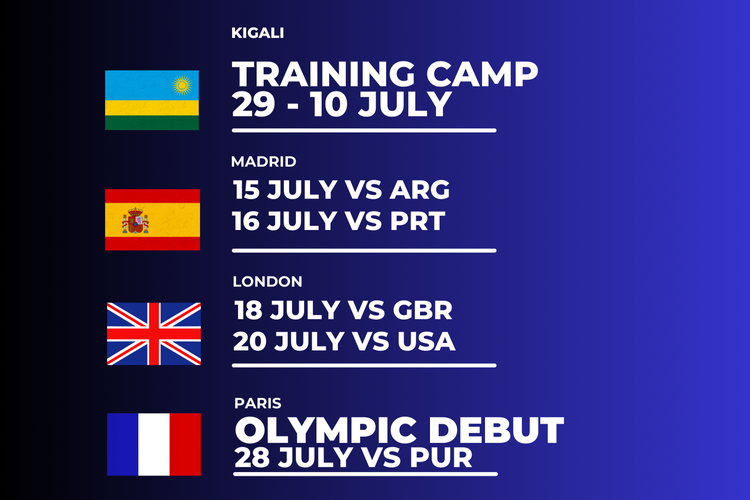 KIGALI
TRAINING CAMP
29 - 10 JULY
MADRID
15 JULY VS ARG
16 JULY VS PRT
LONDON
18 JULY VS GBR
20 JULY VS USA
PARIS
OLYMPIC DEBUT
28 JULY VS PUR